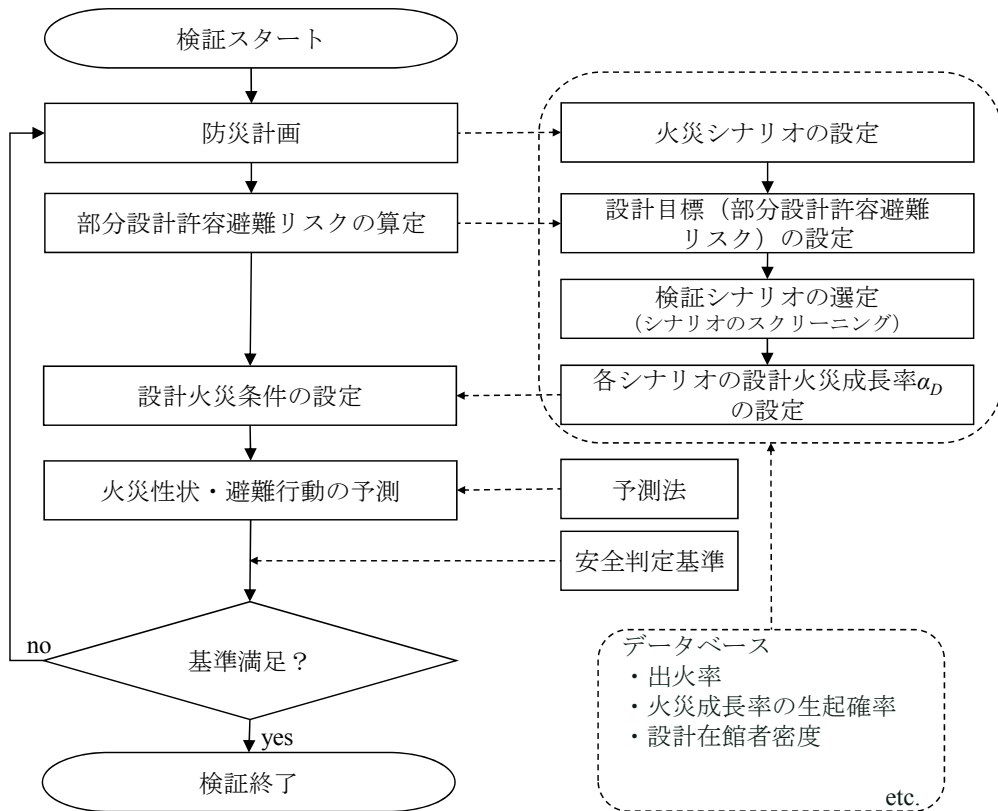 検証スタート
防災計画
火災シナリオの設定
部分設計許容避難リスクの算定
設計目標（部分設計許容避難
リスク）の設定
検証シナリオの選定
（シナリオのスクリーニング）
設計火災条件の設定
各シナリオの設計火災成長率αD
の設定
火災性状・避難行動の予測
予測法
安全判定基準
no
基準満足？
yes
検証終了
データベース
・出火率
・火災成長率の生起確率
・設計在館者密度
etc.